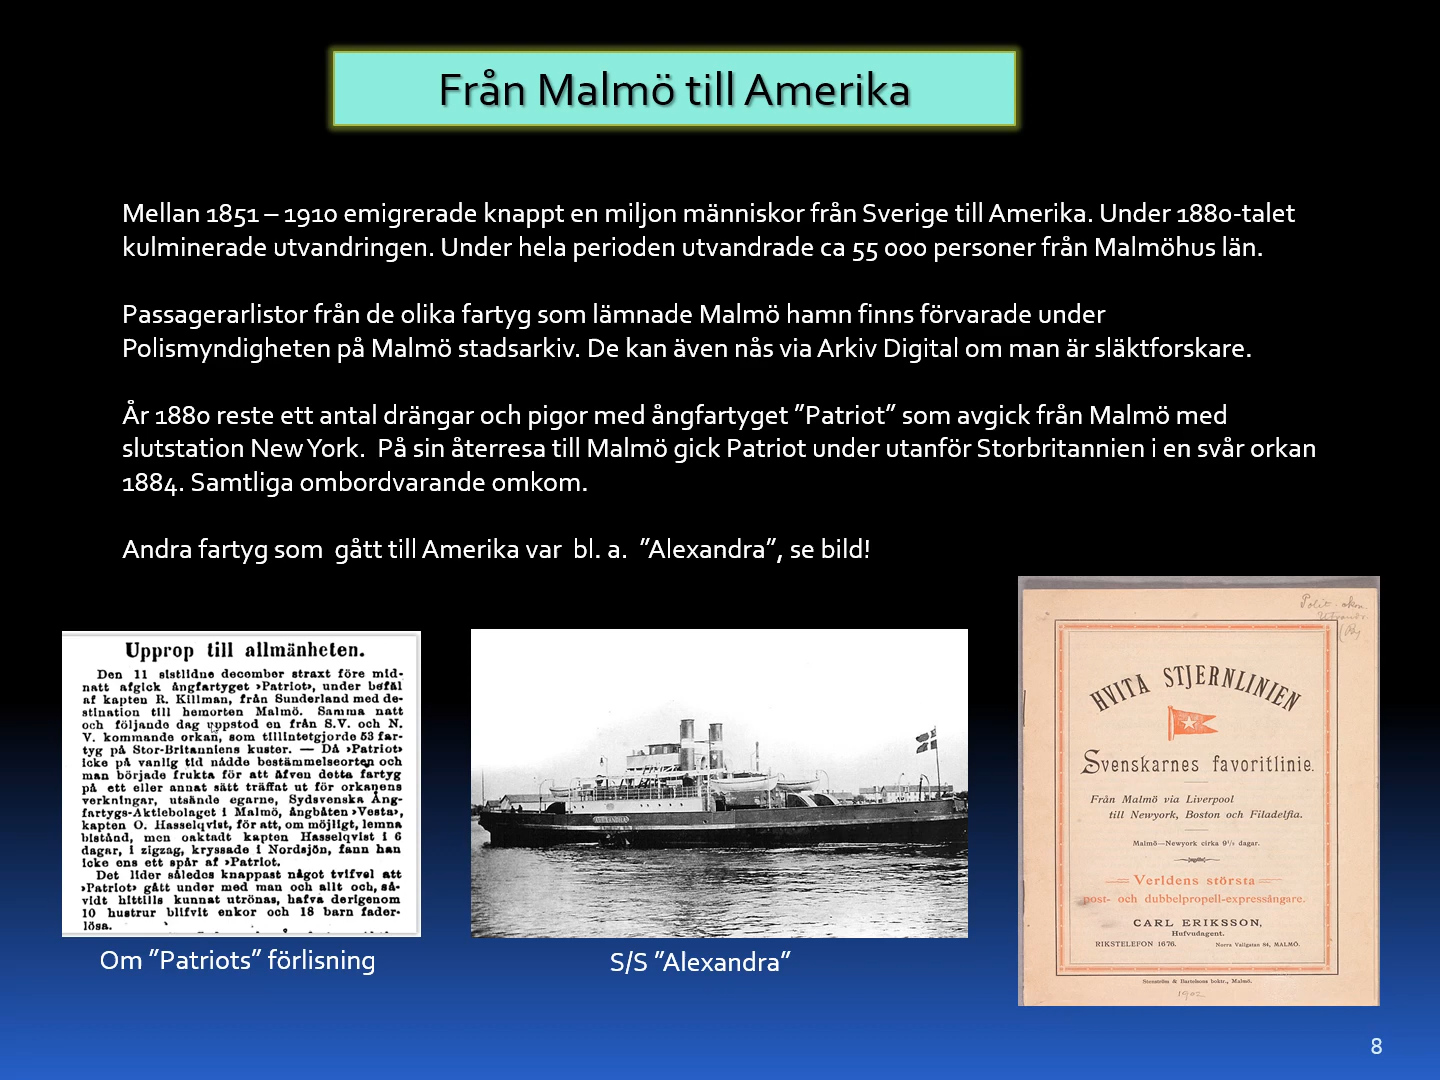 Från Malmö till Amerika
Mellan 1851 – 1910 emigrerade knappt en miljon människor från Sverige till Amerika. Under 1880-talet
kulminerade utvandringen. Under hela perioden utvandrade ca 55 000 personer från Malmöhus län.
Passagerarlistor från de olika fartyg som lämnade Malmö hamn finns förvarade under
Polismyndigheten på Malmö stadsarkiv. De kan även nås via Arkiv Digital om man är släktforskare.
År 1880 reste ett antal drängar och pigor med ångfartyget ”Patriot” som avgick från Malmö med
slutstation New York.  På sin återresa till Malmö gick Patriot under utanför Storbritannien i en svår orkan
1884. Samtliga ombordvarande omkom.
Andra fartyg som  gått till Amerika var  bl. a.  ”Alexandra”, se bild!
Upprop till allmänheten.
Den 11 sistlidne december straxt före mid-
natt afgick ångfartyget ›Patriot›, under befäl
af kapten R. Killman, från Sunderland med de-
stination till hemorten Malmö. Samma natt
och följande dag uppstod en från S.V. och N.
V. kommande orkan, som tillintetgjorde 53 far-
tyg på Stor-Britanniens kuster. — Då ›Patriot›
icke på vanlig tid nådde bestämmelseorten och
man började frukta för att äfven detta fartyg
på ett eller annat sätt träffat ut för orkanens
verkningar, utsände egarne, Sydsvenska Ång-
fartygs-Aktiebolaget i Malmö, ångbåten ›Vesta›,
kapten O. Hasselqvist, för att, om möjligt, lemna
bistånd, men oaktadt kapten Hasselqvist i 6
dagar, i zigzag, kryssade i Nordsjön, fann han
icke ens ett spår af ›Patriot.
Det lider således knappast något tvifvel att
›Patriot› gått under med man och allt och, så-
vidt hittills kunnat utrönas, hafva derigenom
10 hustrur blifvit enkor och 18 barn fader-
lösa.
Om ”Patriots” förlisning
ALEXANDRA
S/S ”Alexandra”
Polit. ekon.
Utvandr.
HVITA STJERNLINIEN
Svenskarnes favoritlinie.
Från Malmö via Liverpool
till Newyork, Boston och Filadelfia.
Malmö—Newyork cirka 9½ dagar.
Verldens största
post- och dubbelpropell-expressångare.
CARL ERIKSSON,
Hufvudagent.
RIKSTELEFON 1676. Norra Vallgatan 84, MALMÖ.
Stenström & Bartelsons boktr., Malmö.
1902
8